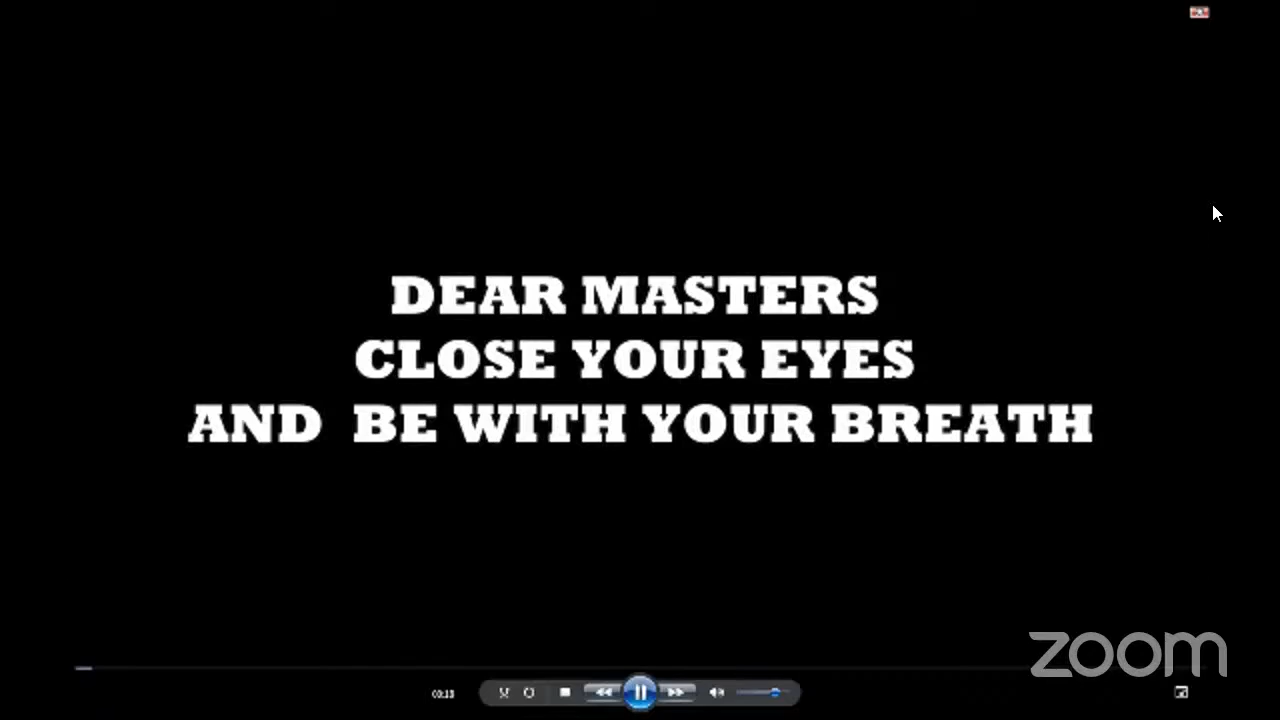 DEAR MASTERS
CLOSE YOUR EYES
AND BE WITH YOUR BREATH
zoom